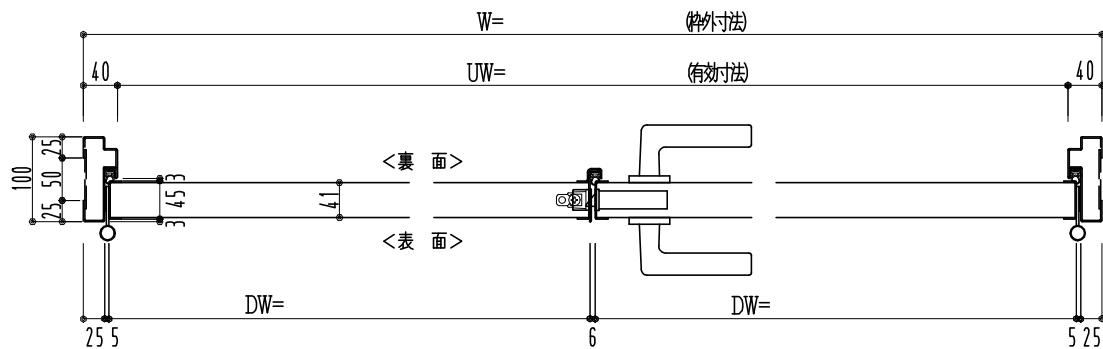 W= (枠外寸法)
40 UW= (有効寸法) 40
100 25 50 25
3 45 3
41
<裏 面>
<表 面>
DW= DW=
25 5 6 5 25